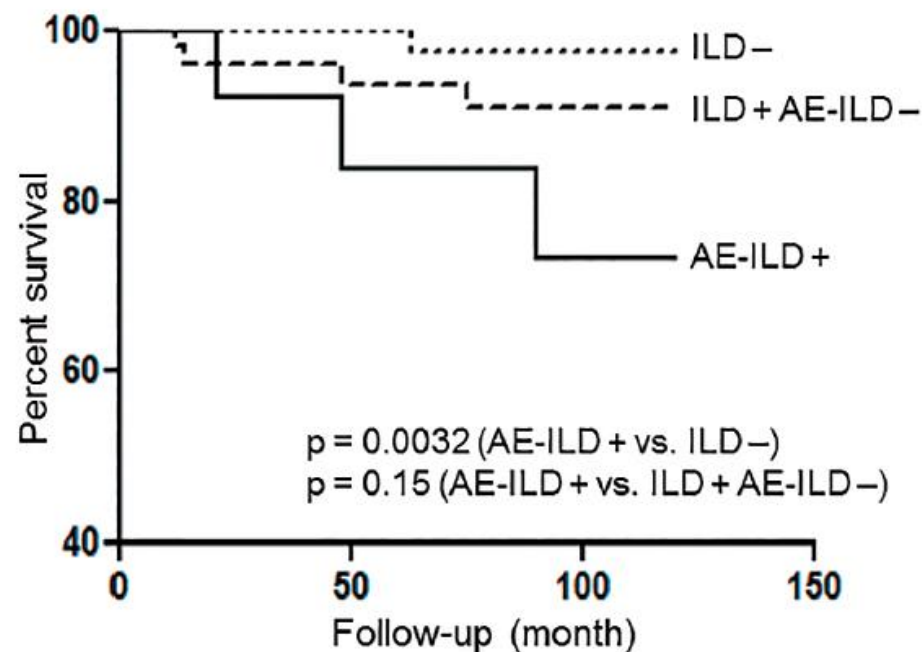 100
80
60
40
Percent survival
ILD–
ILD+ AE-ILD–
AE-ILD+
p = 0.0032 (AE-ILD+ vs. ILD–)
p = 0.15 (AE-ILD+ vs. ILD+ AE-ILD–)
0 50 100 150
Follow-up (month)